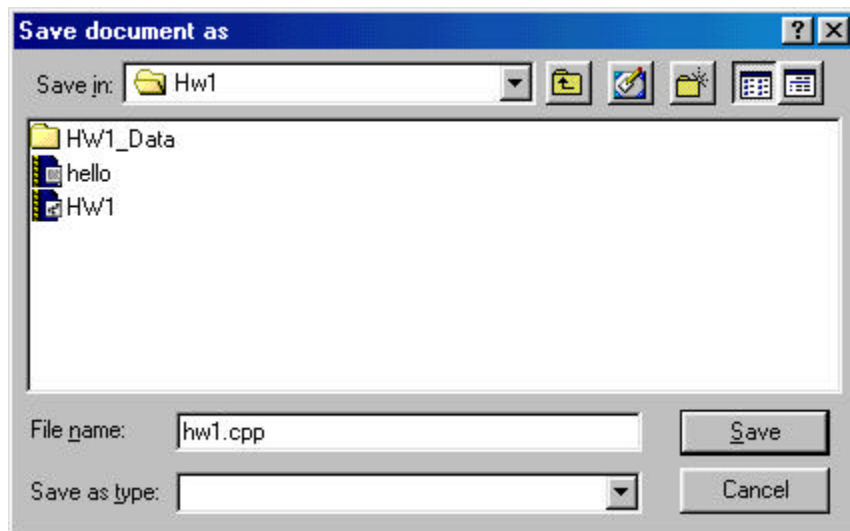 Save document as
Save in: Hw1
HW1_Data
hello
HW1
File name: hw1.cpp Save
Save as type: Cancel